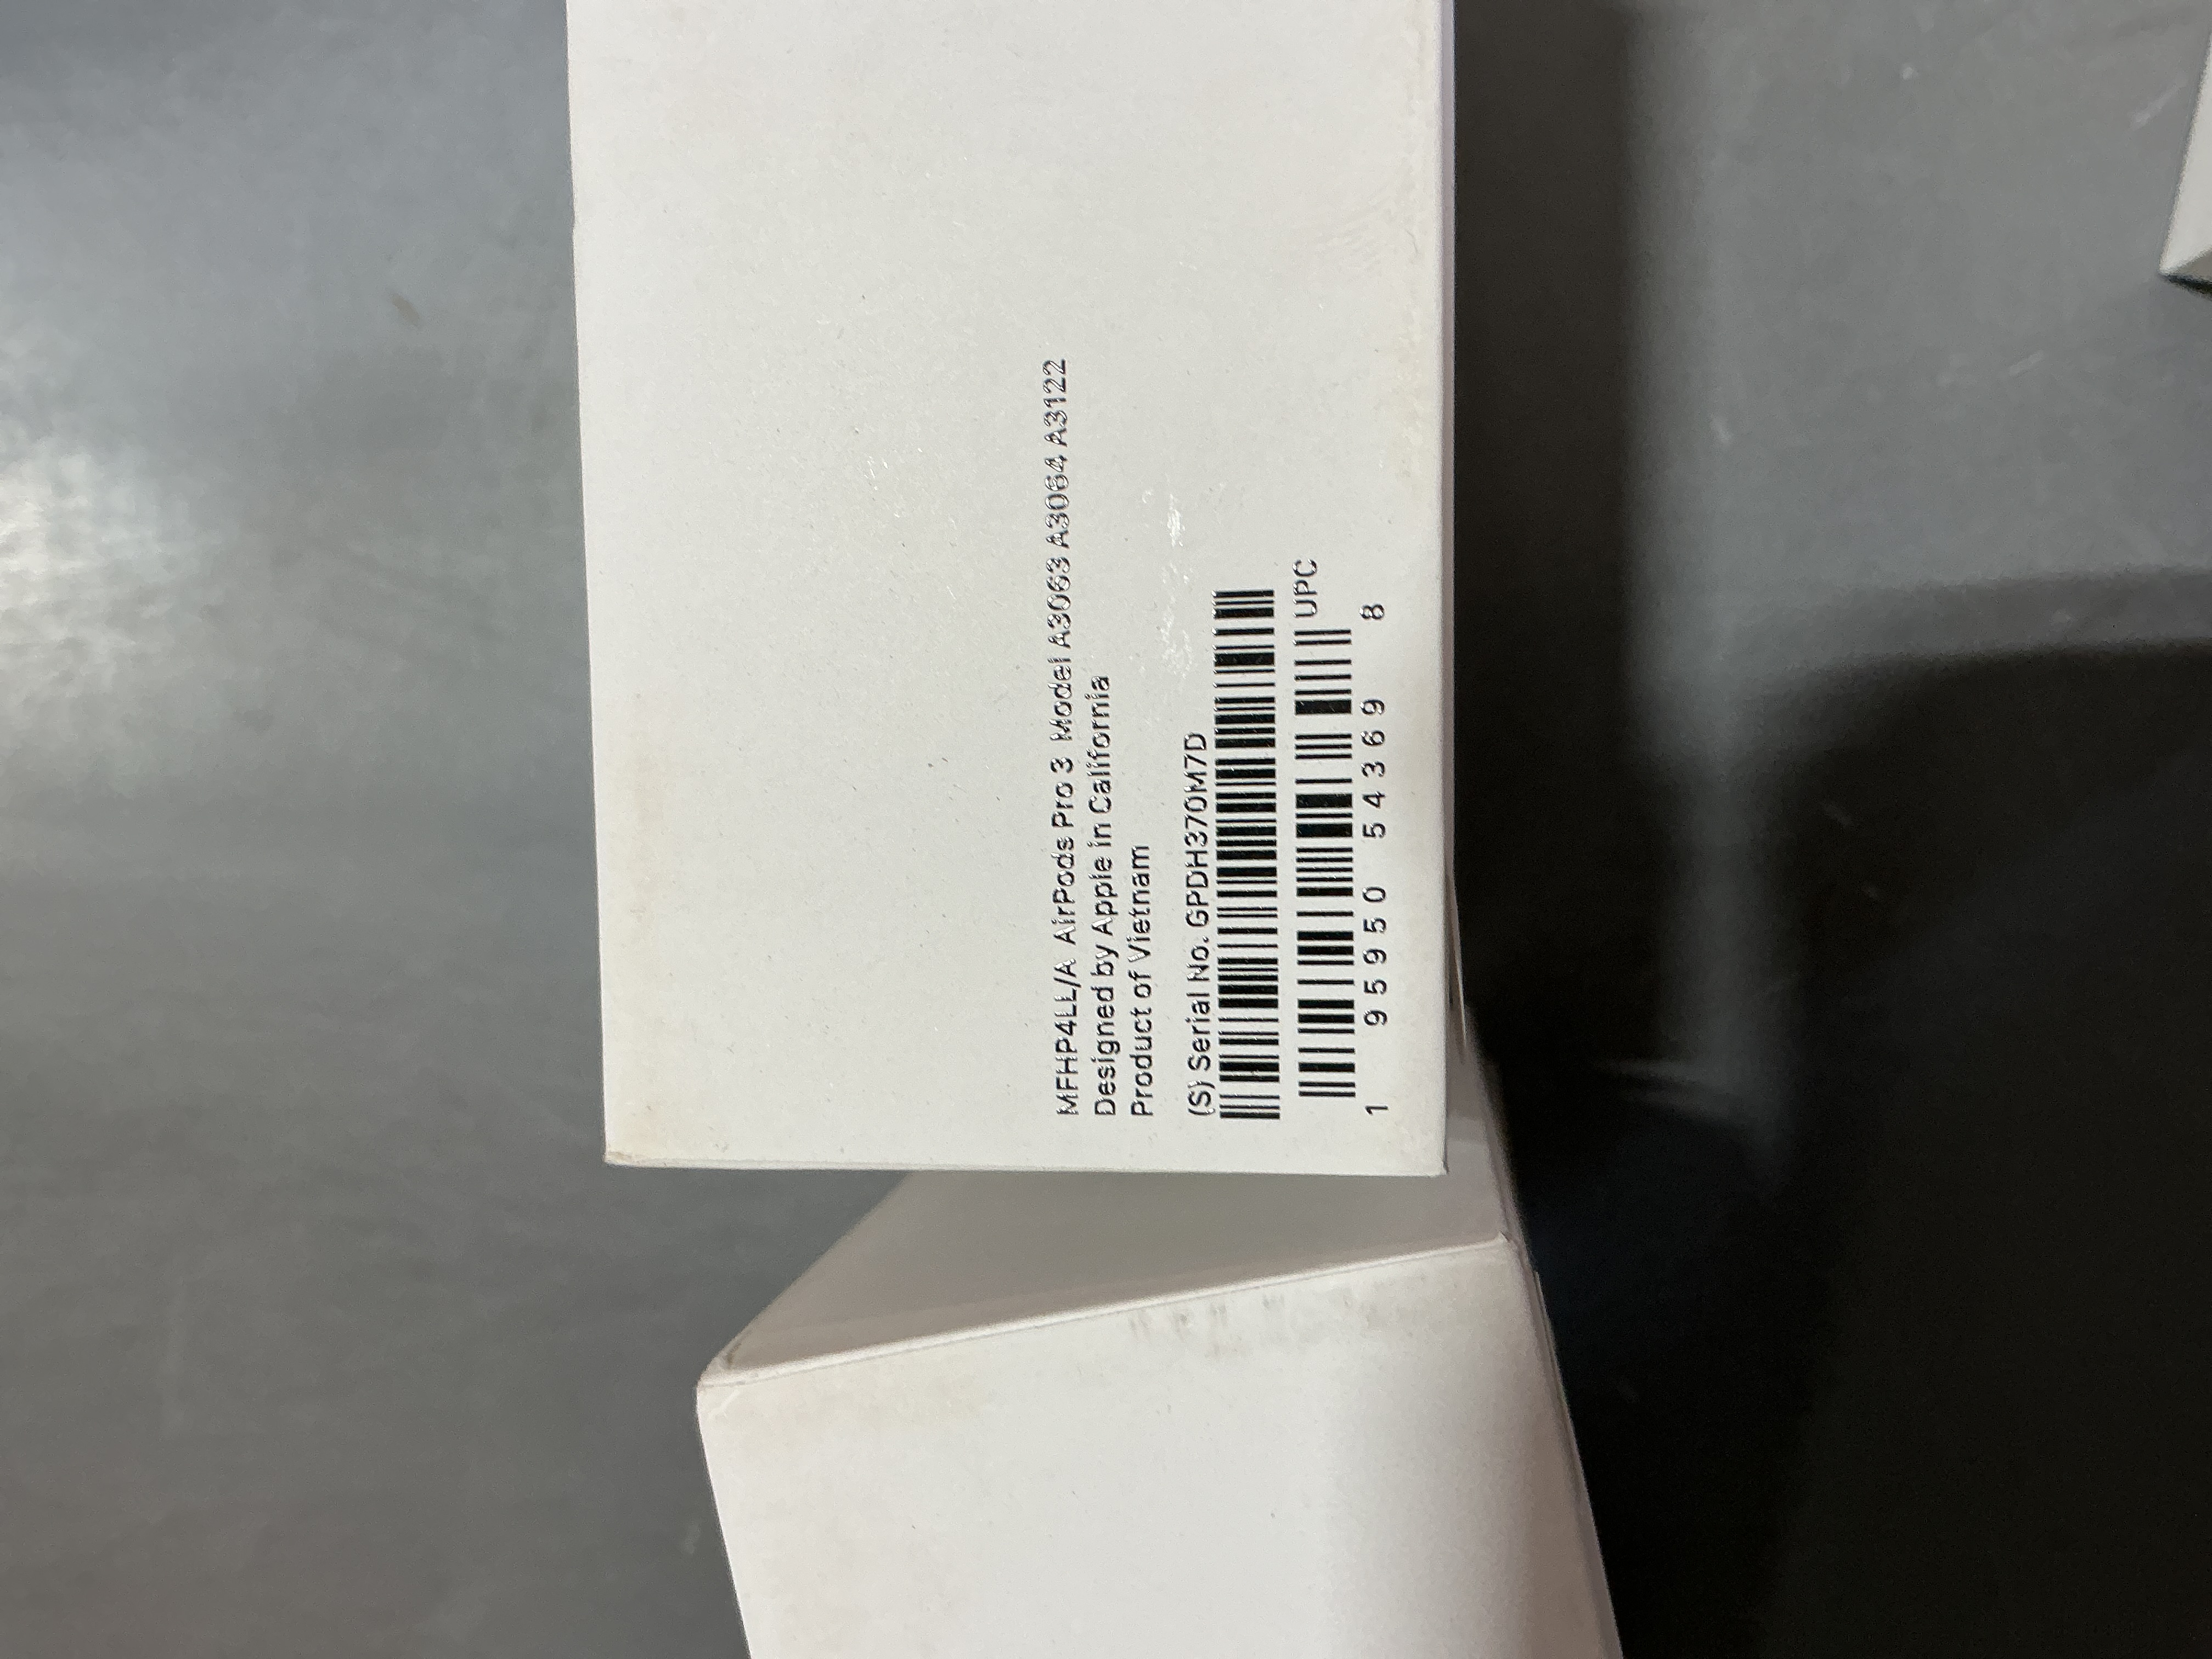 MFHP4LL/A AirPods Pro 3 Model A3063 A3064 A3122
Designed by Apple in California
Product of Vietnam
(S) Serial No. GPDH370M7D
UPC
1 95950 54369 8